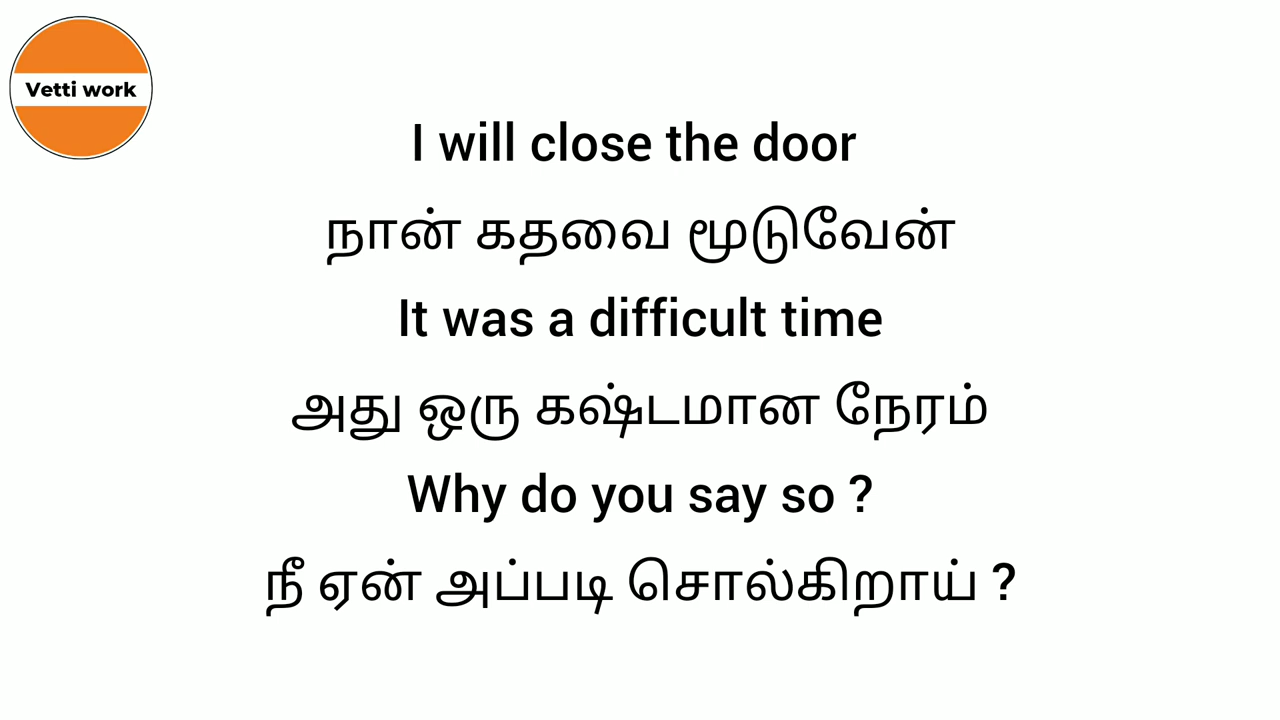 Vetti work
I will close the door
நான் கதவை மூடுவேன்
It was a difficult time
அது ஒரு கஷ்டமான நேரம்
Why do you say so ?
நீ ஏன் அப்படி சொல்கிறாய் ?